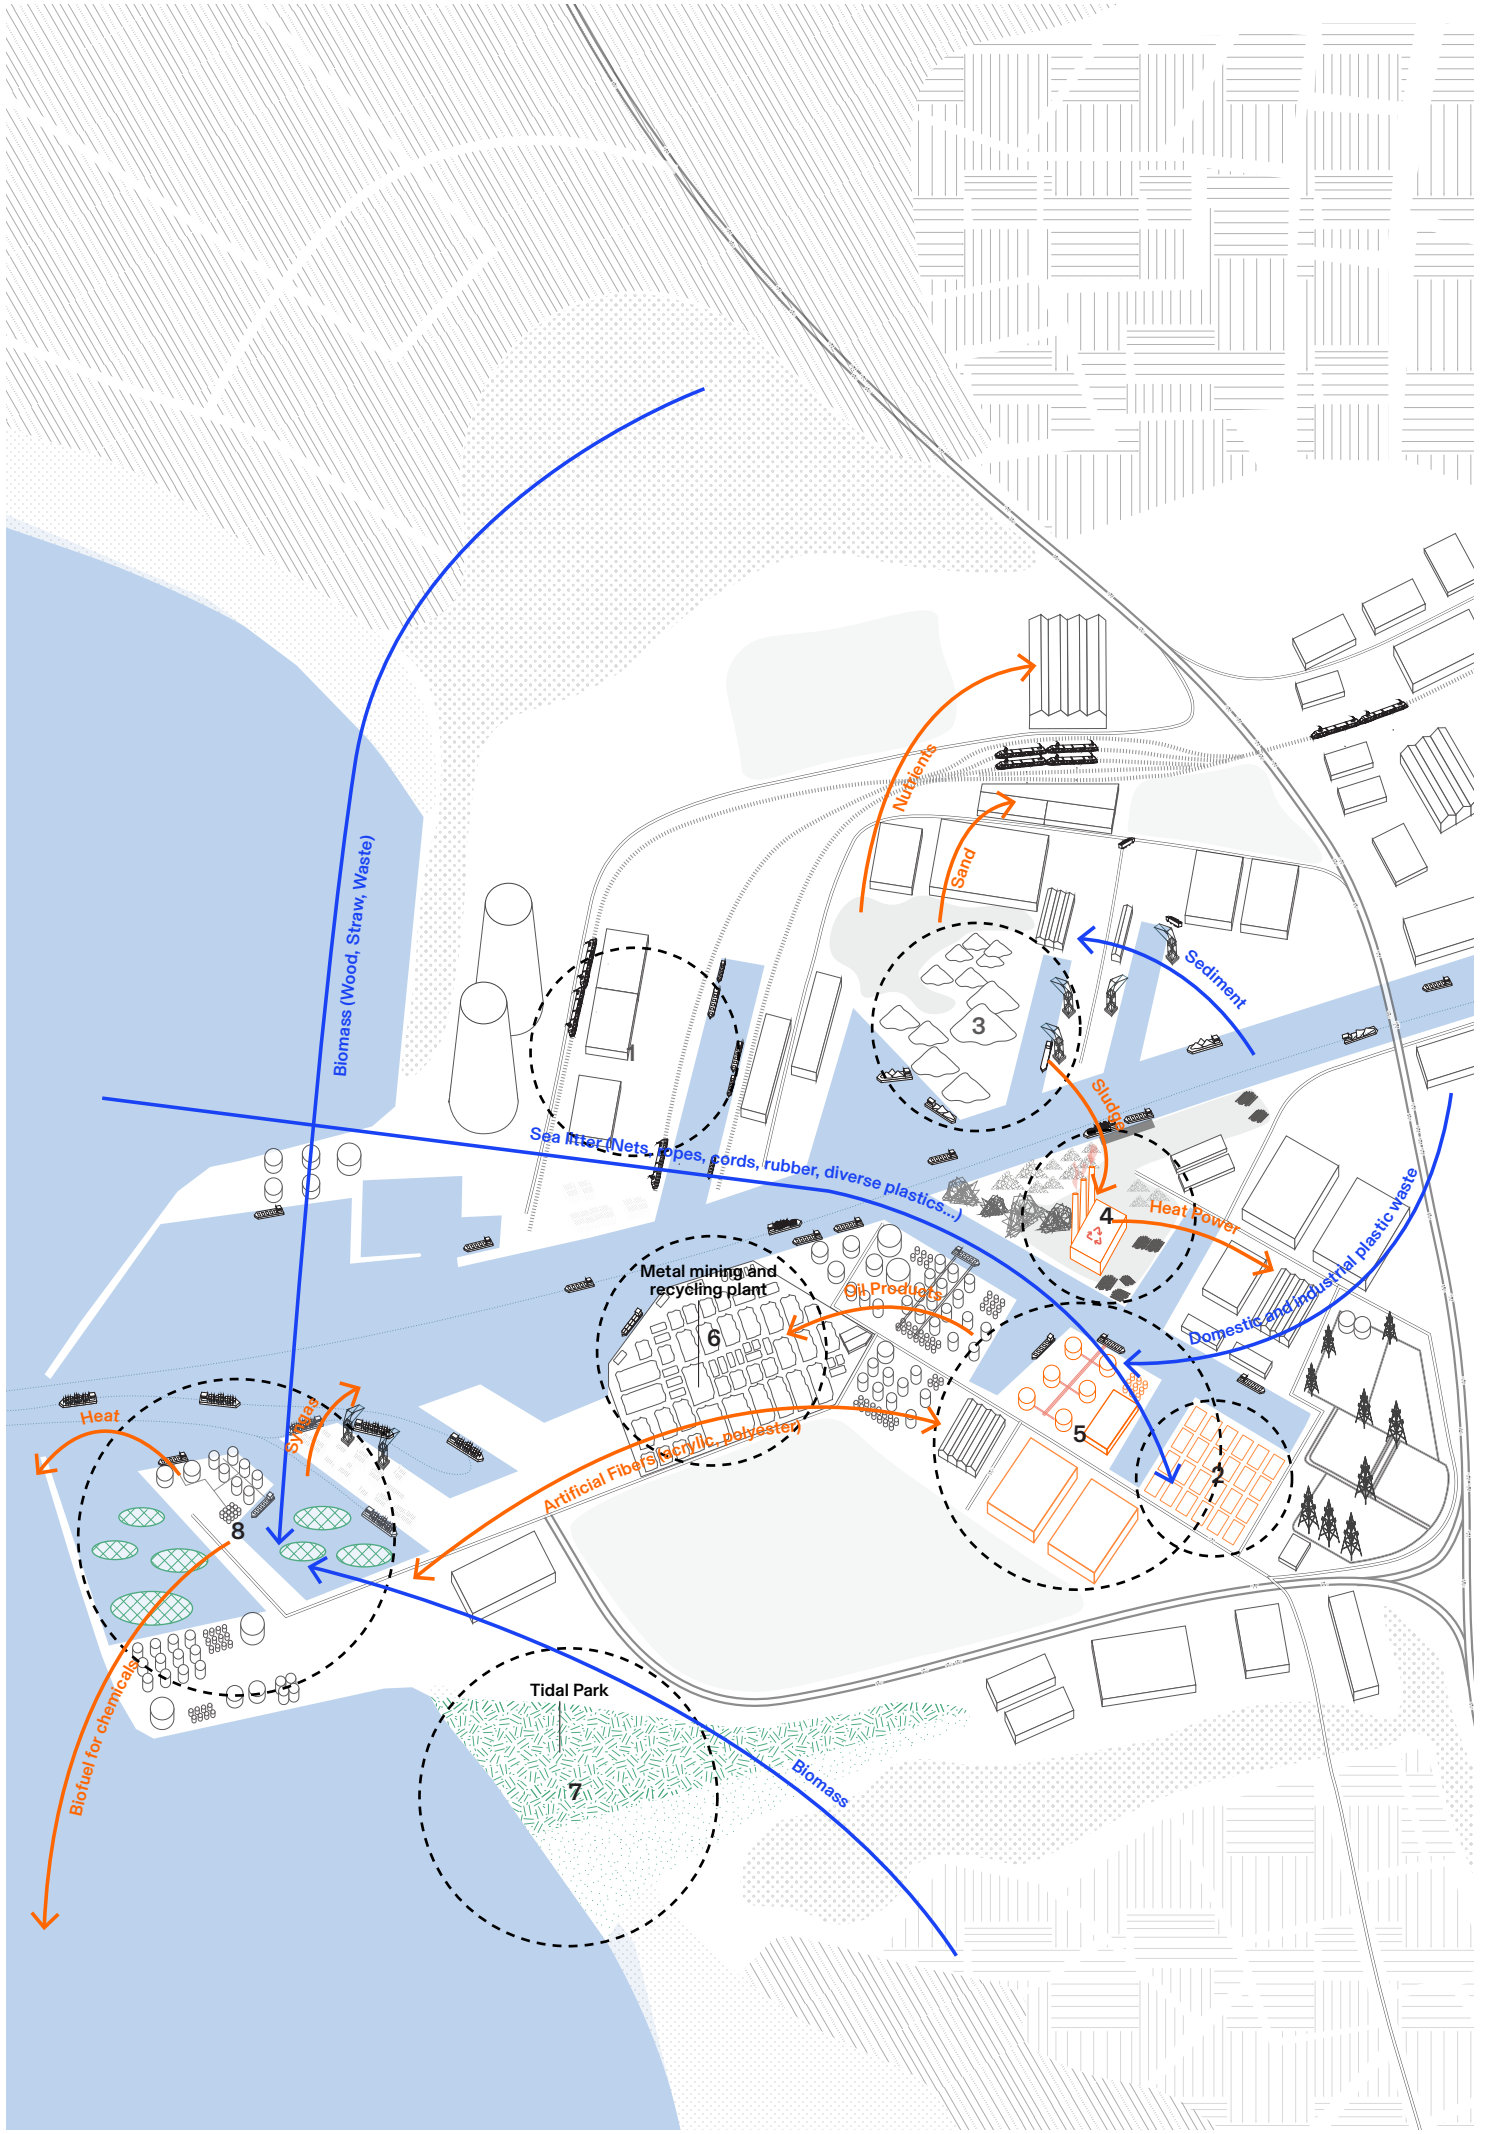 Nutrients
Sand
Biomass (Wood, Straw, Waste)
Sediment
1
3
Sludge
Sea litter (Nets, ropes, cords, rubber, diverse plastics...)
4
Heat Power
Domestic and industrial plastic waste
Metal mining and
recycling plant
Oil Products
6
Heat
Syngas
5
Artificial Fibers (acrylic, polyester)
2
8
Biofuel for chemicals
Tidal Park
7
Biomass